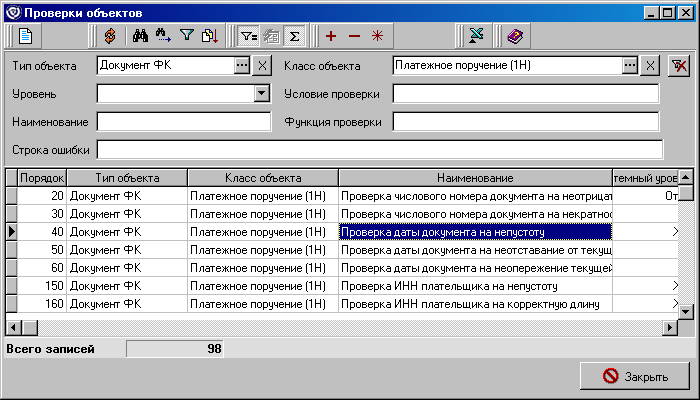 Проверки объектов
Тип объекта Документ ФК ... X Класс объекта Платежное поручение (1Н) ... X
Уровень Условие проверки
Наименование Функция проверки
Строка ошибки
Порядок Тип объекта Класс объекта Наименование темный уров
20 Документ ФК Платежное поручение (1Н) Проверка числового номера документа на неотрицат От
30 Документ ФК Платежное поручение (1Н) Проверка числового номера документа на некратнос
40 Документ ФК Платежное поручение (1Н) Проверка даты документа на непустоту
50 Документ ФК Платежное поручение (1Н) Проверка даты документа на неотставание от текущ
60 Документ ФК Платежное поручение (1Н) Проверка даты документа на неопережение текущей
150 Документ ФК Платежное поручение (1Н) Проверка ИНН плательщика на непустоту
160 Документ ФК Платежное поручение (1Н) Проверка ИНН плательщика на корректную длину
Всего записей 98
Закрыть